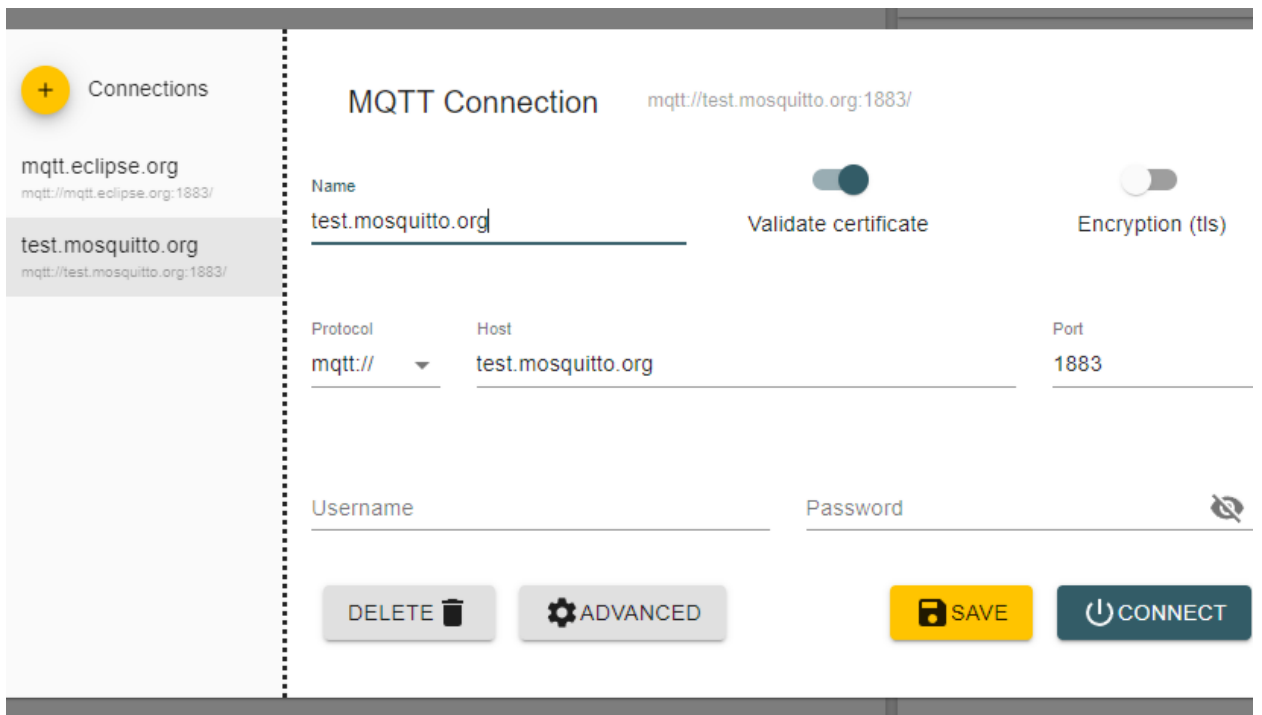 + Connections
mqtt.eclipse.org
mqtt://mqtt.eclipse.org:1883/
test.mosquitto.org
mqtt://test.mosquitto.org:1883/
MQTT Connection mqtt://test.mosquitto.org:1883/
Name
test.mosquitto.org
Validate certificate Encryption (tls)
Protocol Host Port
mqtt:// test.mosquitto.org 1883
Username Password
DELETE ADVANCED SAVE CONNECT